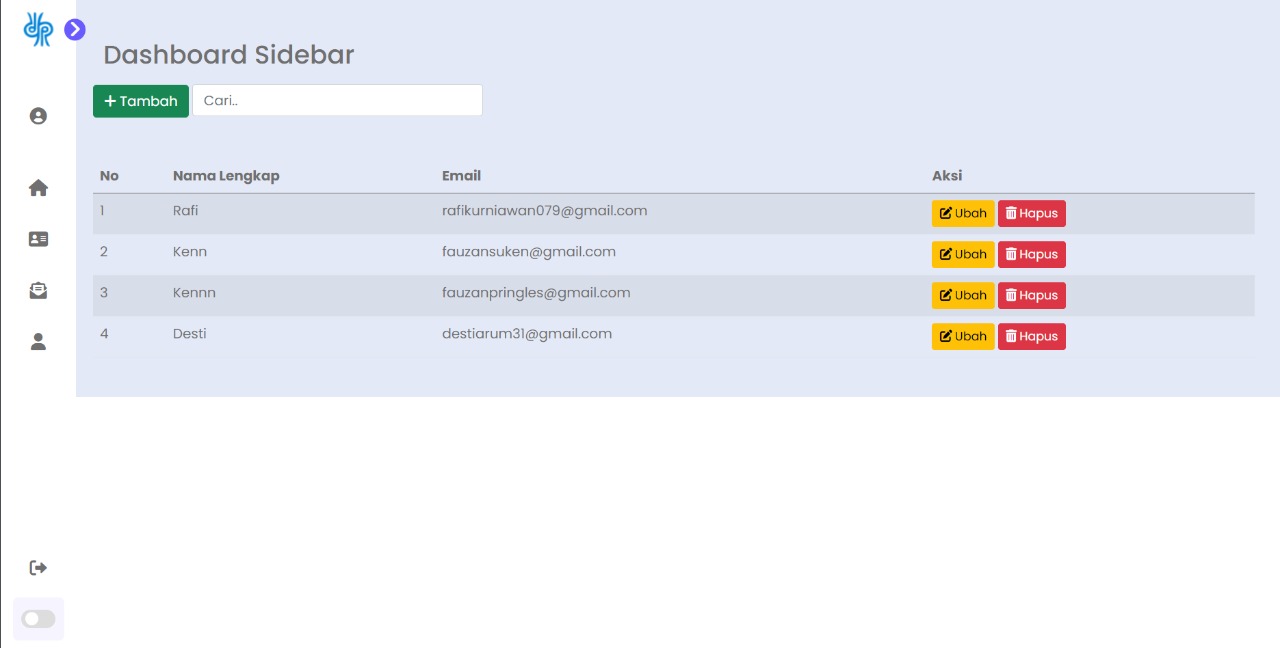 Dashboard Sidebar
Tambah Cari..
No Nama Lengkap Email Aksi
1 Rafi rafikurniawan079@gmail.com Ubah Hapus
2 Kenn fauzansuken@gmail.com Ubah Hapus
3 Kennn fauzanpringles@gmail.com Ubah Hapus
4 Desti destiarum31@gmail.com Ubah Hapus